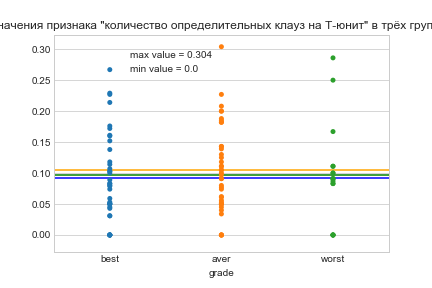 начения признака "количество определительных клауз на Т-юнит" в трёх груп
max value = 0.304
min value = 0.0
0.30
0.25
0.20
0.15
0.10
0.05
0.00
best aver worst
grade